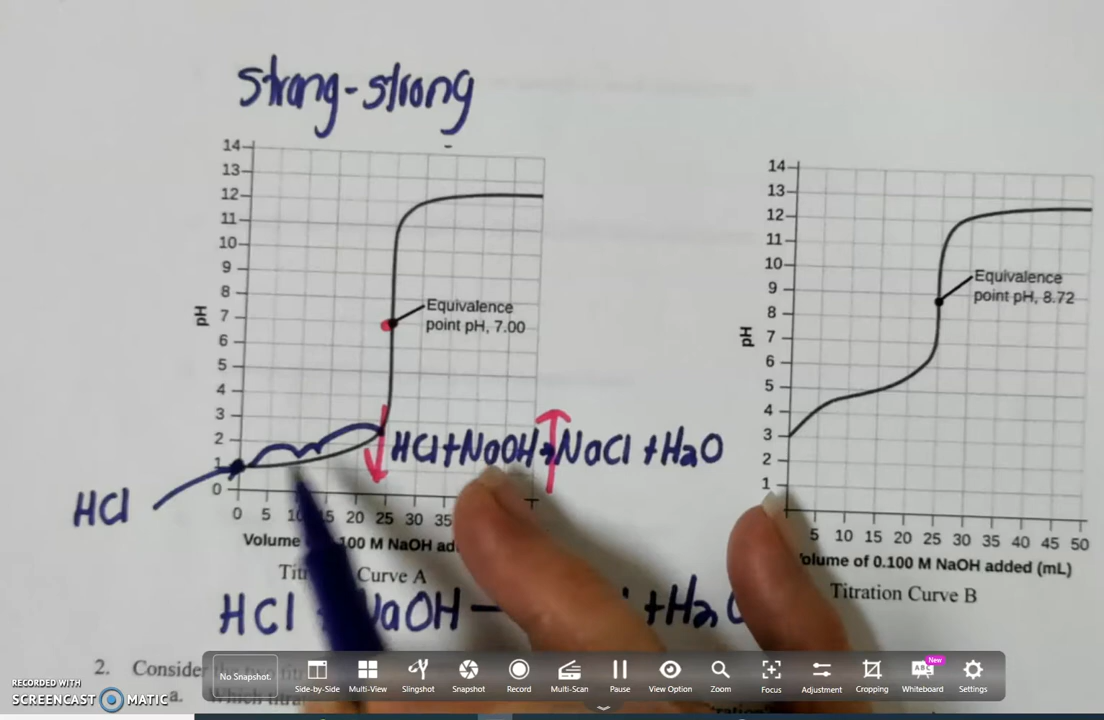 strong-strong
14
13
12
11
10
9
8
7
6
5
4
3
2
1
0
pH
Equivalence
point pH, 7.00
HCl+NaOH→NaCl+H₂O
HCl
0 5 10 15 20 25 30 35
Volume 100 M NaOH
Curve A
HCl NaOH — +H₂O
14
13
12
11
10
9
8
7
6
5
4
3
2
1
pH
Equivalence
point pH, 8.72
5 10 15 20 25 30 35 40 45 50
of 0.100 M NaOH added (mL)
Titration Curve B
2. Consider
a.
No Snapshot.
Side-by-Side Multi-View Slingshot Snapshot Record Multi-Scan Pause View Option Zoom Focus Adjustment Cropping Whiteboard Settings
New
ABC
RECORDED WITH
SCREENCAST MATIC